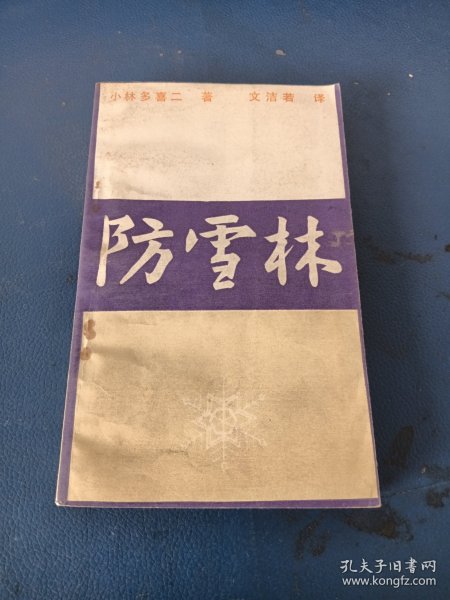 小林多喜二 著 文洁若 译
防雪林
孔夫子旧书网
www.kongfz.com